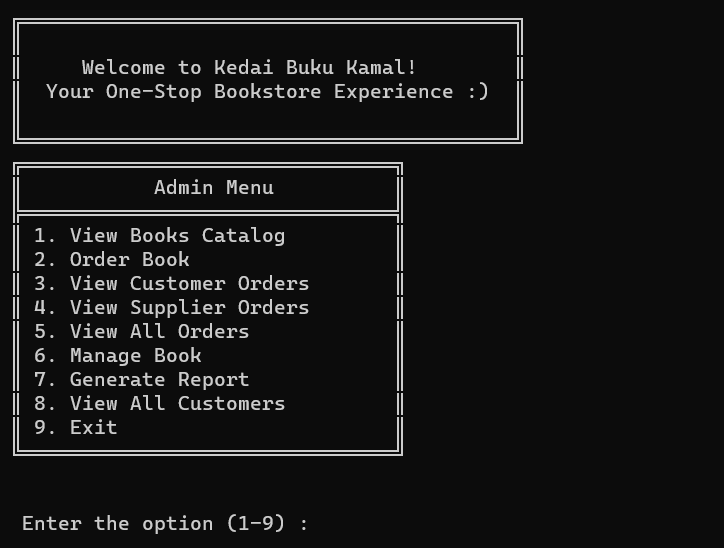 Welcome to Kedai Buku Kamal!
Your One-Stop Bookstore Experience :)
Admin Menu
1. View Books Catalog
2. Order Book
3. View Customer Orders
4. View Supplier Orders
5. View All Orders
6. Manage Book
7. Generate Report
8. View All Customers
9. Exit
Enter the option (1-9) :